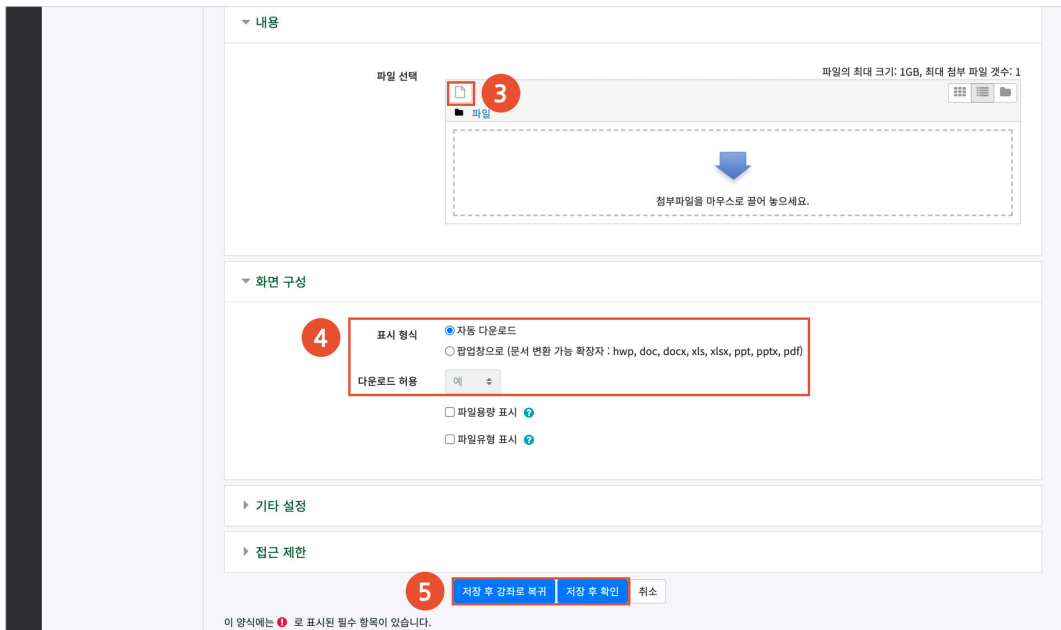 내용
파일 선택
파일의 최대 크기: 1GB, 최대 첨부 파일 갯수: 1
3
파일
첨부파일을 마우스로 끌어 놓으세요.
화면 구성
4
표시 형식
자동 다운로드
팝업창으로 (문서 변환 가능 확장자 : hwp, doc, docx, xls, xlsx, ppt, pptx, pdf)
다운로드 허용
예
파일용량 표시 ?
파일유형 표시 ?
기타 설정
접근 제한
5
저장 후 강좌로 복귀 저장 후 확인 취소
이 양식에는 ! 로 표시된 필수 항목이 있습니다.